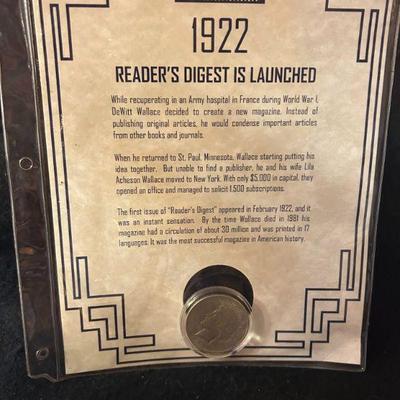 1922
READER'S DIGEST IS LAUNCHED
While recuperating in an Army hospital in France during World War I,
DeWitt Wallace decided to create a new magazine. Instead of
publishing original articles, he would condense important articles
from other books and journals.
When he returned to St. Paul, Minnesota, Wallace starting putting his
idea together. But unable to find a publisher, he and his wife Lila
Acheson Wallace moved to New York. With only $5,000 in capital, they
opened an office and managed to solicit 1,500 subscriptions.
The first issue of "Reader's Digest" appeared in February 1922, and it
was an instant sensation. By the time Wallace died in 1981 his
magazine had a circulation of about 30 million and was printed in 17
languages. It was the most successful magazine in American history.